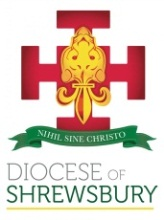 NIHIL SINE CHRISTO
DIOCESE OF
SHREWSBURY